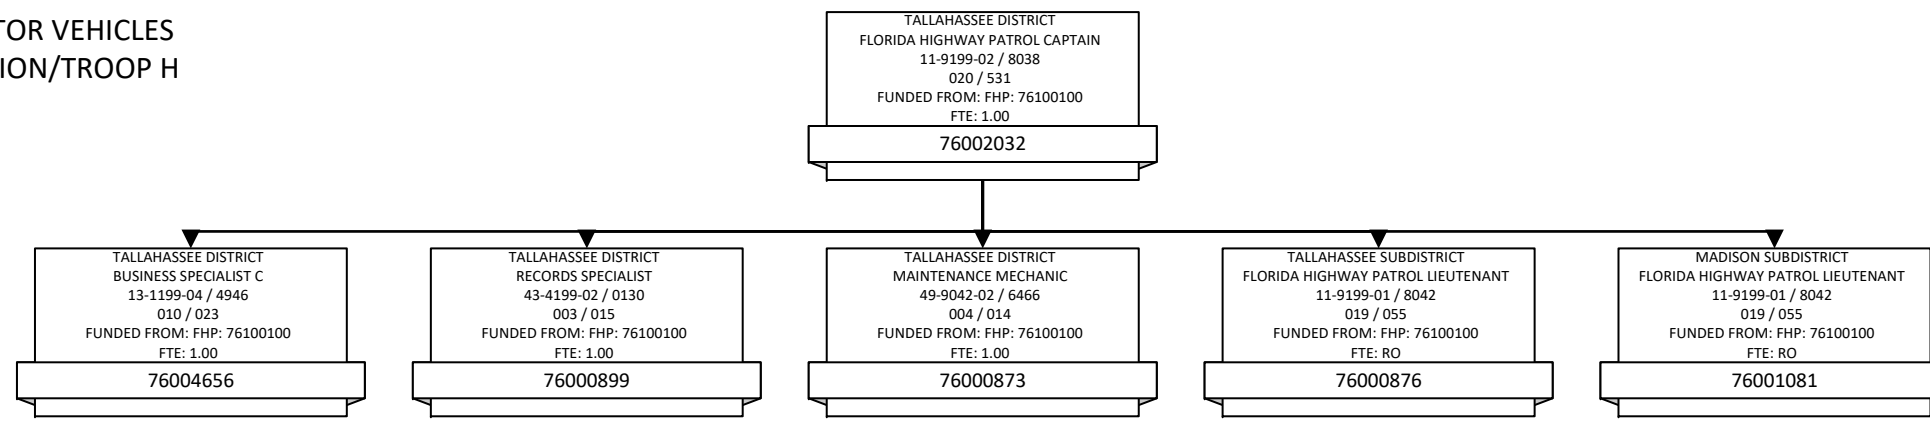 TOR VEHICLES
ION/TROOP H
TALLAHASSEE DISTRICT
FLORIDA HIGHWAY PATROL CAPTAIN
11-9199-02 / 8038
020 / 531
FUNDED FROM: FHP: 76100100
FTE: 1.00
76002032
TALLAHASSEE DISTRICT
BUSINESS SPECIALIST C
13-1199-04 / 4946
010 / 023
FUNDED FROM: FHP: 76100100
FTE: 1.00
76004656
TALLAHASSEE DISTRICT
RECORDS SPECIALIST
43-4199-02 / 0130
003 / 015
FUNDED FROM: FHP: 76100100
FTE: 1.00
76000899
TALLAHASSEE DISTRICT
MAINTENANCE MECHANIC
49-9042-02 / 6466
004 / 014
FUNDED FROM: FHP: 76100100
FTE: 1.00
76000873
TALLAHASSEE SUBDISTRICT
FLORIDA HIGHWAY PATROL LIEUTENANT
11-9199-01 / 8042
019 / 055
FUNDED FROM: FHP: 76100100
FTE: RO
76000876
MADISON SUBDISTRICT
FLORIDA HIGHWAY PATROL LIEUTENANT
11-9199-01 / 8042
019 / 055
FUNDED FROM: FHP: 76100100
FTE: RO
76001081